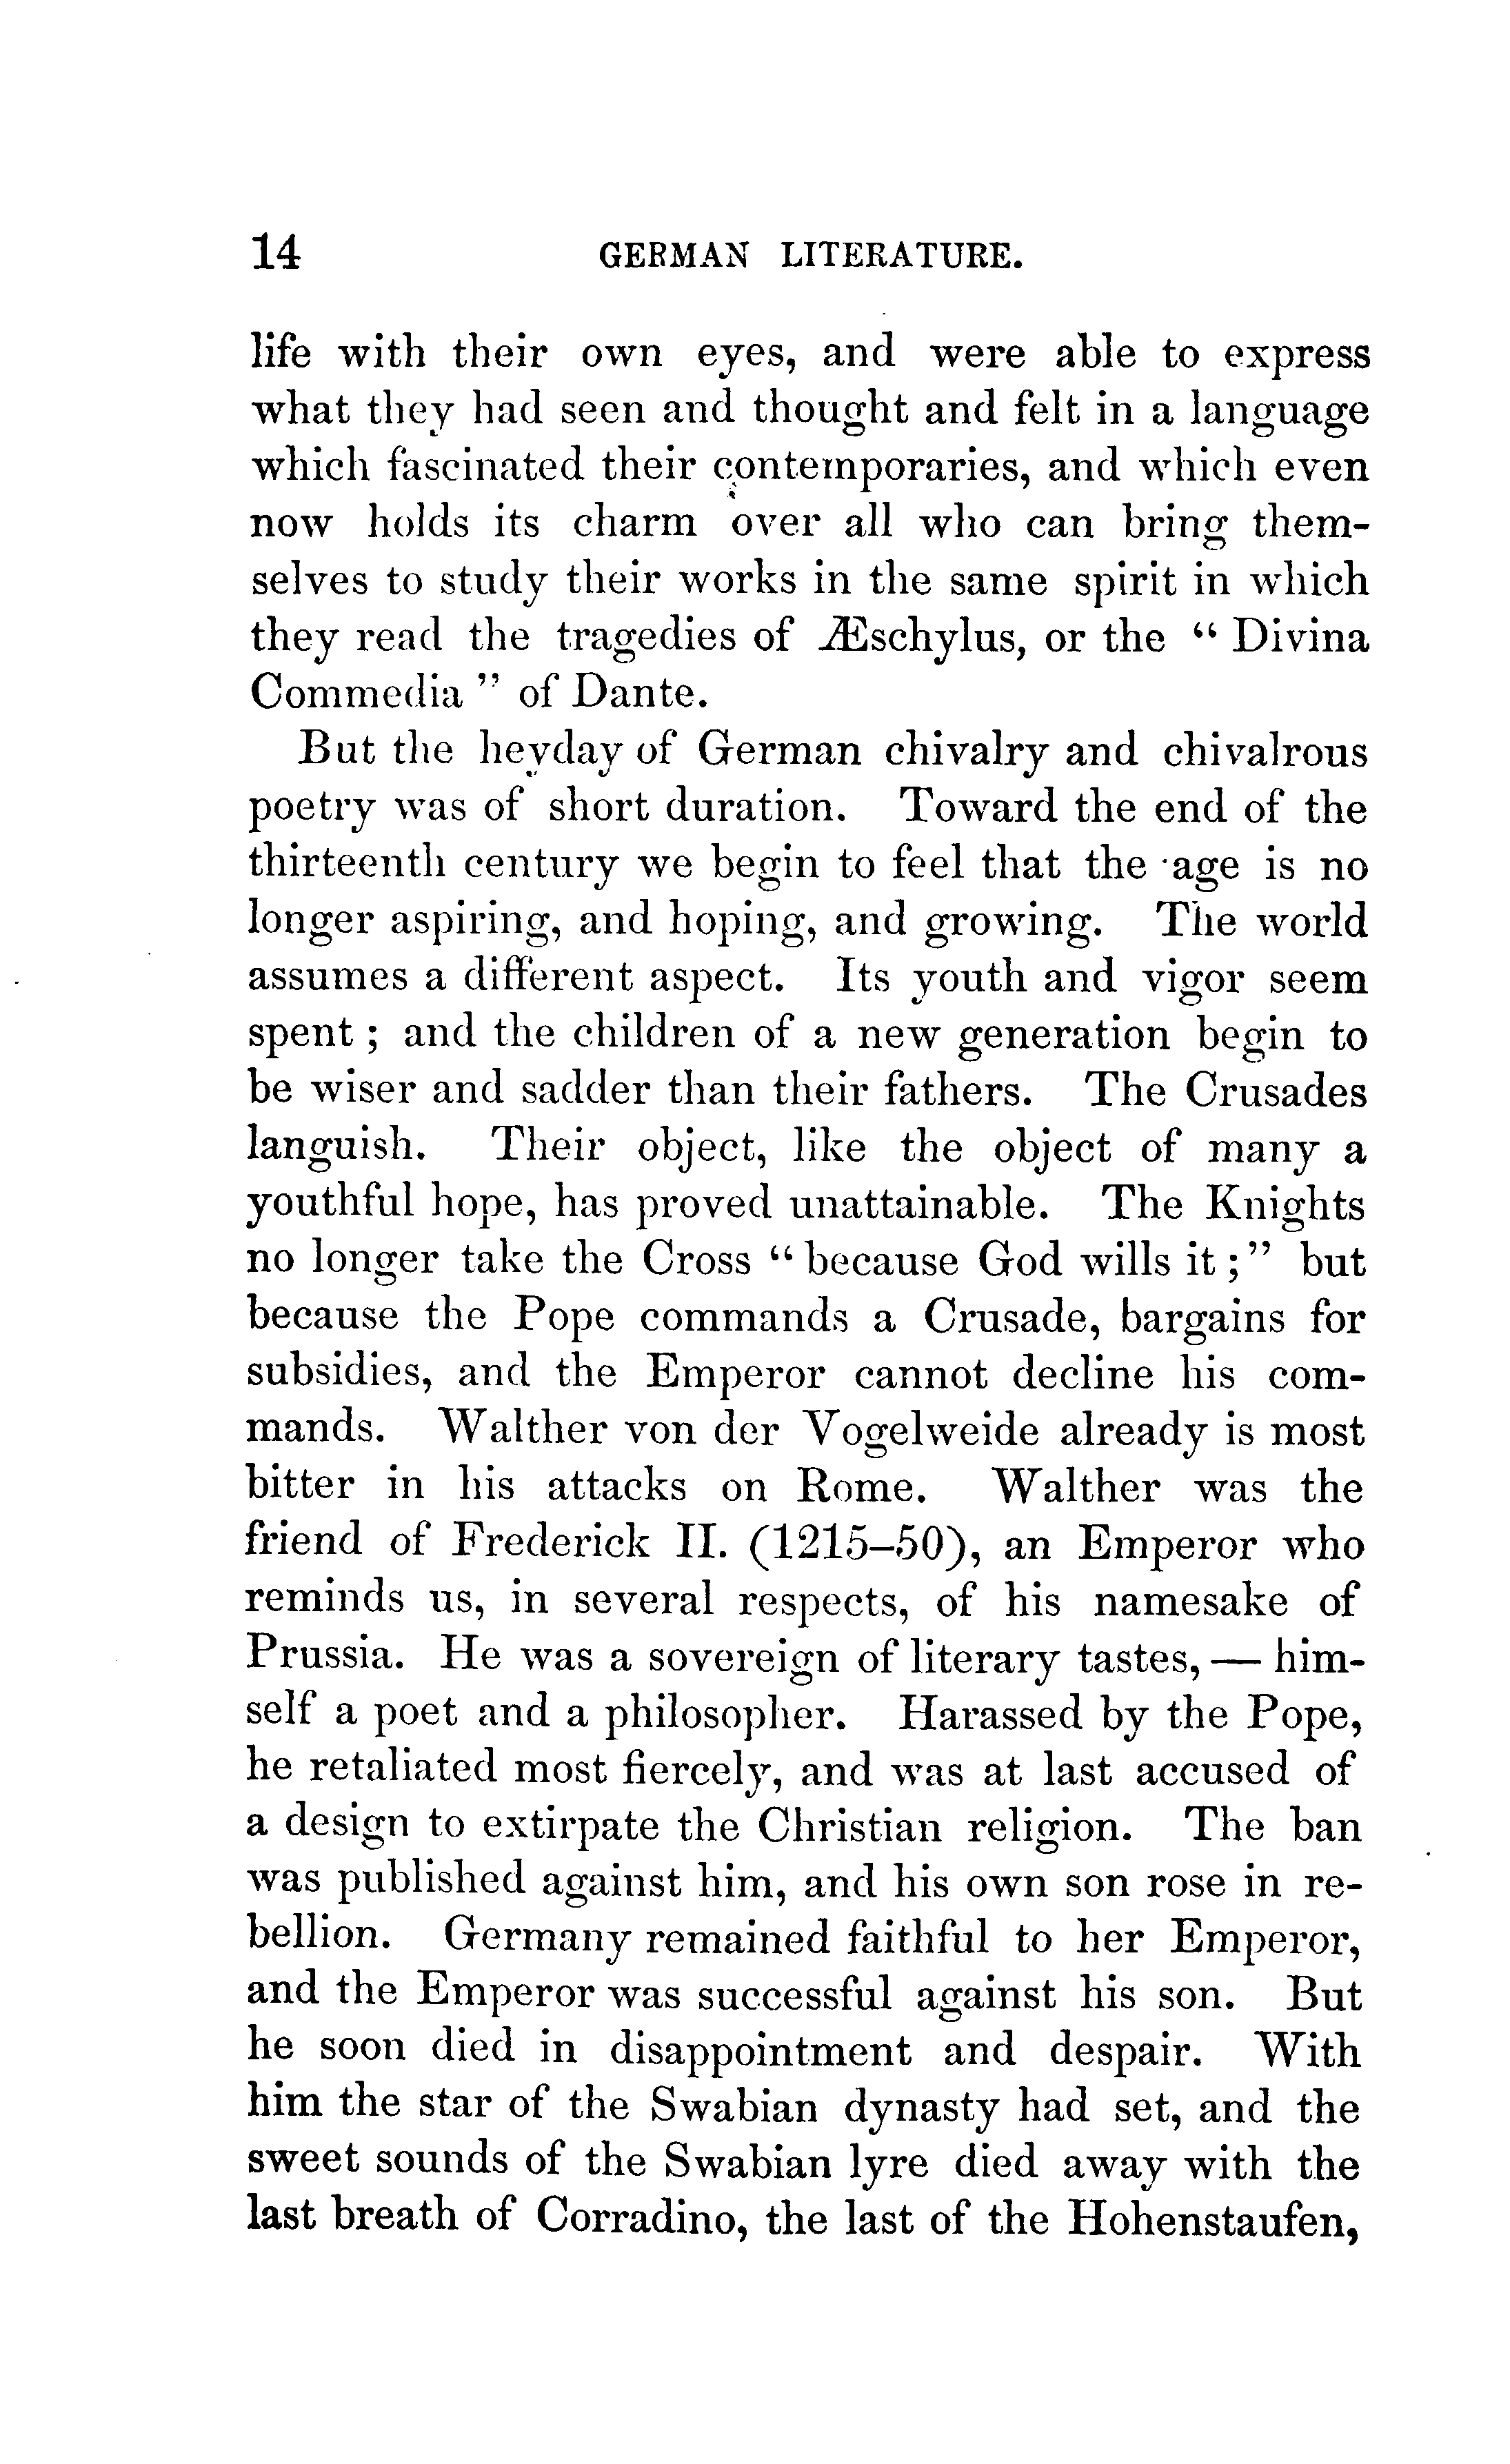 14 GERMAN LITERATURE.
life with their own eyes, and were able to express
what they had seen and thought and felt in a language
which fascinated their contemporaries, and which even
now holds its charm over all who can bring them-
selves to study their works in the same spirit in which
they read the tragedies of Æschylus, or the “ Divina
Commedia ” of Dante.
But the heyday of German chivalry and chivalrous
poetry was of short duration. Toward the end of the
thirteenth century we begin to feel that the age is no
longer aspiring, and hoping, and growing. The world
assumes a different aspect. Its youth and vigor seem
spent ; and the children of a new generation begin to
be wiser and sadder than their fathers. The Crusades
languish. Their object, like the object of many a
youthful hope, has proved unattainable. The Knights
no longer take the Cross “ because God wills it ; ” but
because the Pope commands a Crusade, bargains for
subsidies, and the Emperor cannot decline his com-
mands. Walther von der Vogelweide already is most
bitter in his attacks on Rome. Walther was the
friend of Frederick II. (1215–50), an Emperor who
reminds us, in several respects, of his namesake of
Prussia. He was a sovereign of literary tastes, — him-
self a poet and a philosopher. Harassed by the Pope,
he retaliated most fiercely, and was at last accused of
a design to extirpate the Christian religion. The ban
was published against him, and his own son rose in re-
bellion. Germany remained faithful to her Emperor,
and the Emperor was successful against his son. But
he soon died in disappointment and despair. With
him the star of the Swabian dynasty had set, and the
sweet sounds of the Swabian lyre died away with the
last breath of Corradino, the last of the Hohenstaufen,